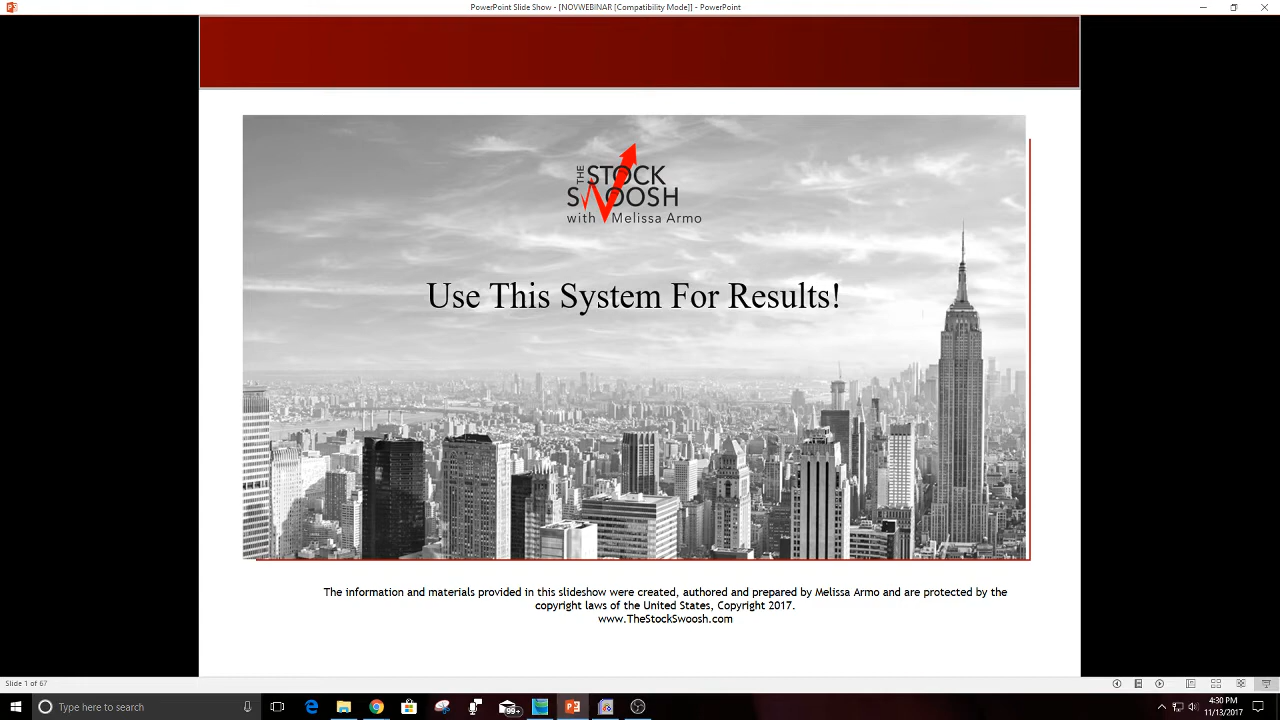 PowerPoint Slide Show - [NOVWEBINAR [Compatibility Mode]] - PowerPoint
THE STOCK
SWOOSH
with Melissa Armo
Use This System For Results!
The information and materials provided in this slideshow were created, authored and prepared by Melissa Armo and are protected by the
copyright laws of the United States, Copyright 2017.
www.TheStockSwoosh.com
Slide 1 of 67
Type here to search
99+
4:30 PM
11/13/2017